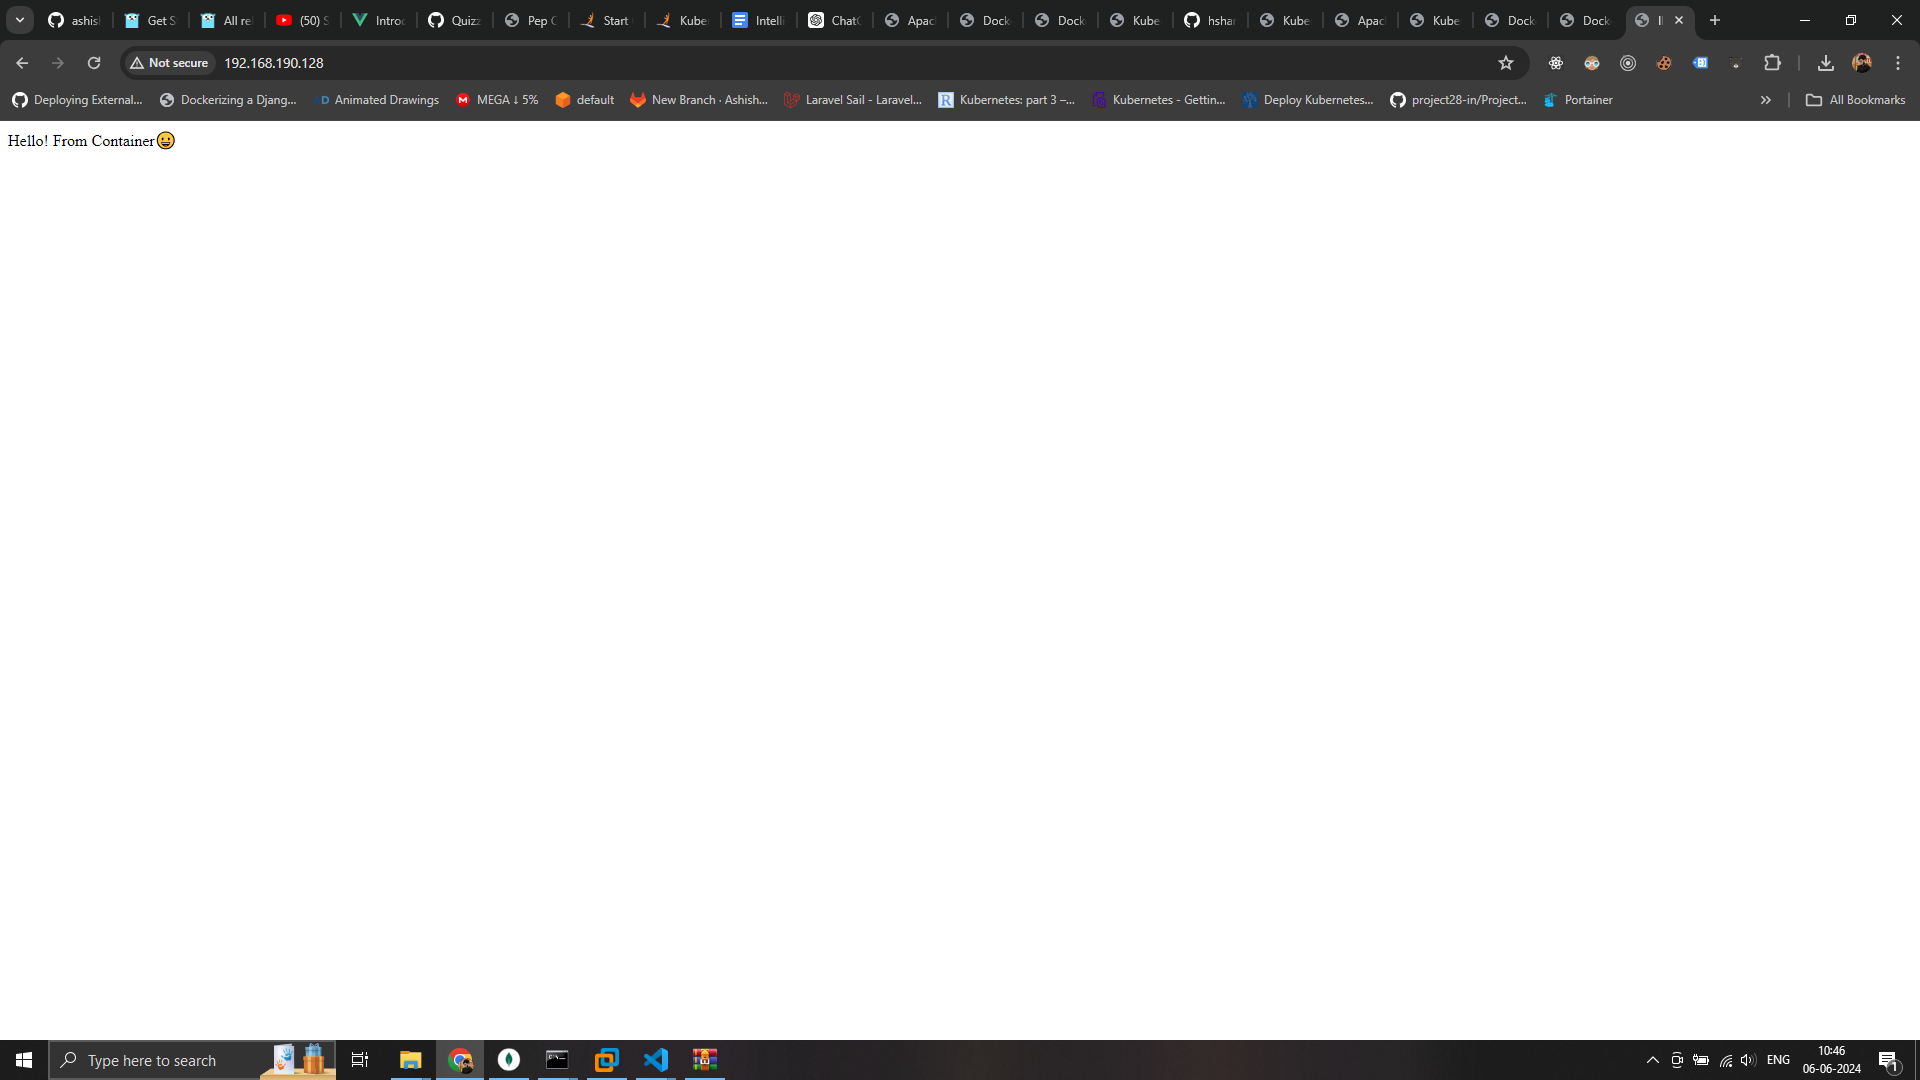 ashis
Get S
All re
(50) S
Introd
Quizz
Pep C
Start
Kube
Intelli
ChatG
Apac
Dock
Dock
Kube
hshar
Kube
Apac
Kube
Dock
Dock
Not secure
192.168.190.128
Deploying External...
Dockerizing a Djang...
Animated Drawings
MEGA ↓ 5%
default
New Branch · Ashish...
Laravel Sail - Laravel...
Kubernetes: part 3 –...
Kubernetes - Gettin...
Deploy Kubernetes...
project28-in/Project...
Portainer
All Bookmarks
Hello! From Container😀
Type here to search
ENG
10:46
06-06-2024
1